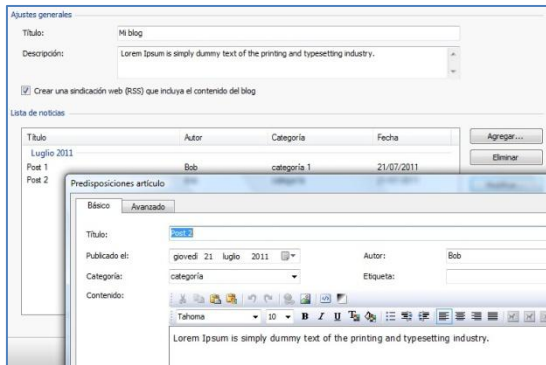 Ajustes generales
Título: Mi blog
Descripción: Lorem Ipsum is simply dummy text of the printing and typesetting industry.
Crear una sindicación web (RSS) que incluya el contenido del blog
Lista de noticias
Título Autor Categoría Fecha Agregar...
Luglio 2011 Eliminar
Post 1 Bob categoría 1 21/07/2011
Post 2
Predisposiciones artículo
Básico Avanzado
Título: Post 2
Publicado el: giovedì 21 luglio 2011 Autor: Bob
Categoría: categoría Etiqueta:
Contenido:
Tahoma 10 B I U
Lorem Ipsum is simply dummy text of the printing and typesetting industry.